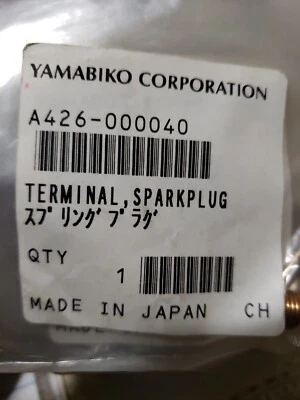 YAMABIKO CORPORATION
A426-000040
TERMINAL,SPARKPLUG
ｽﾌﾟﾘﾝｸﾞﾌﾟﾗｸﾞ
QTY 1
MADE IN JAPAN CH
MADE